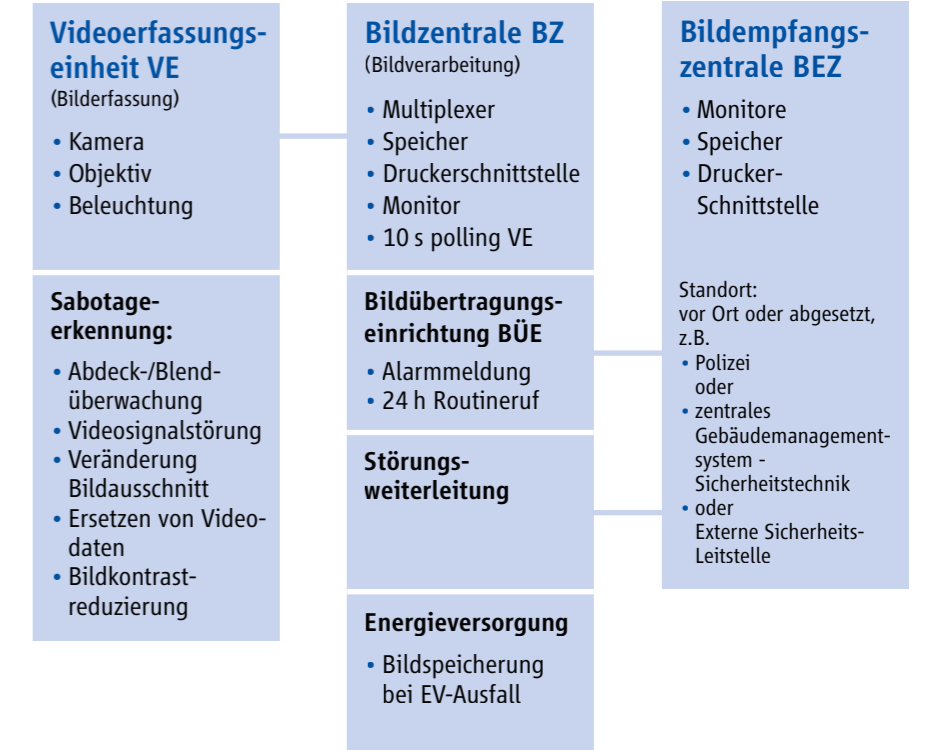 Videoerfassungs-
einheit VE
(Bilderfassung)
• Kamera
• Objektiv
• Beleuchtung
Sabotage-
erkennung:
• Abdeck-/Blend-
überwachung
• Videosignalstörung
• Veränderung
Bildausschnitt
• Ersetzen von Video-
daten
• Bildkontrast-
reduzierung
Bildzentrale BZ
(Bildverarbeitung)
• Multiplexer
• Speicher
• Druckerschnittstelle
• Monitor
• 10 s polling VE
Bildübertragungs-
einrichtung BÜE
• Alarmmeldung
• 24 h Routineruf
Störungs-
weiterleitung
Energieversorgung
• Bildspeicherung
bei EV-Ausfall
Bildempfangs-
zentrale BEZ
• Monitore
• Speicher
• Drucker-
Schnittstelle
Standort:
vor Ort oder abgesetzt,
z.B.
• Polizei
oder
• zentrales
Gebäudemanagement-
system -
Sicherheitstechnik
• oder
Externe Sicherheits-
Leitstelle